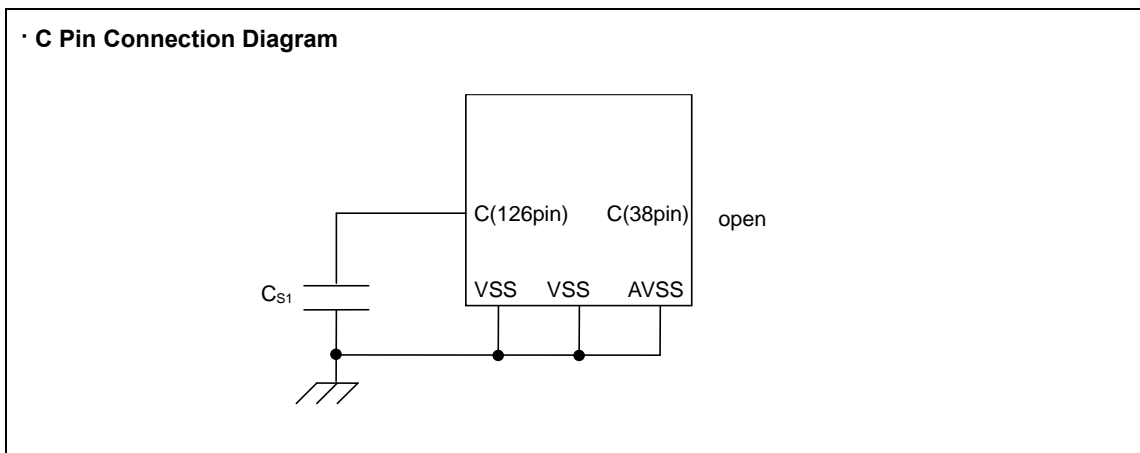 · C Pin Connection Diagram
C(126pin) C(38pin) open
CS1
VSS VSS AVSS